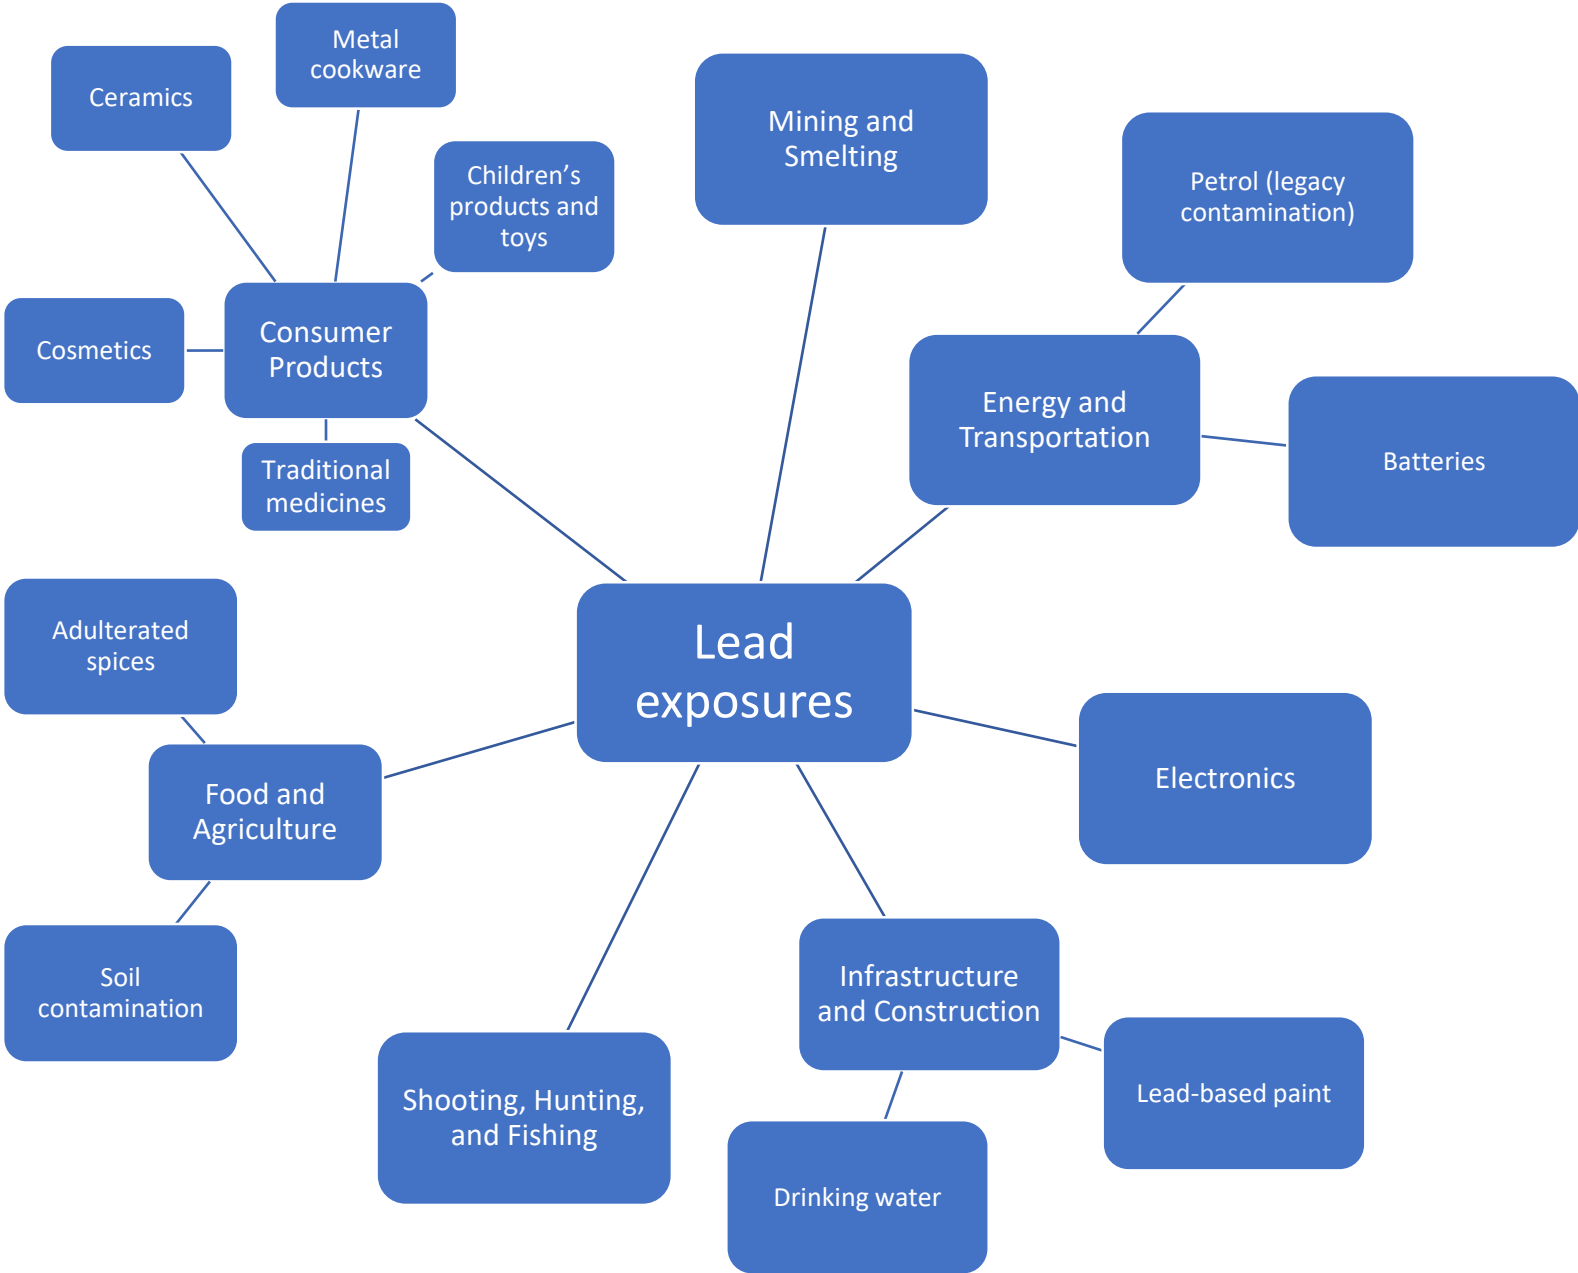 Metal
cookware
Ceramics
Mining and
Smelting
Children’s
products and
toys
Petrol (legacy
contamination)
Consumer
Products
Cosmetics
Energy and
Transportation
Batteries
Traditional
medicines
Lead
exposures
Adulterated
spices
Electronics
Food and
Agriculture
Soil
contamination
Infrastructure
and Construction
Shooting, Hunting,
and Fishing
Lead-based paint
Drinking water